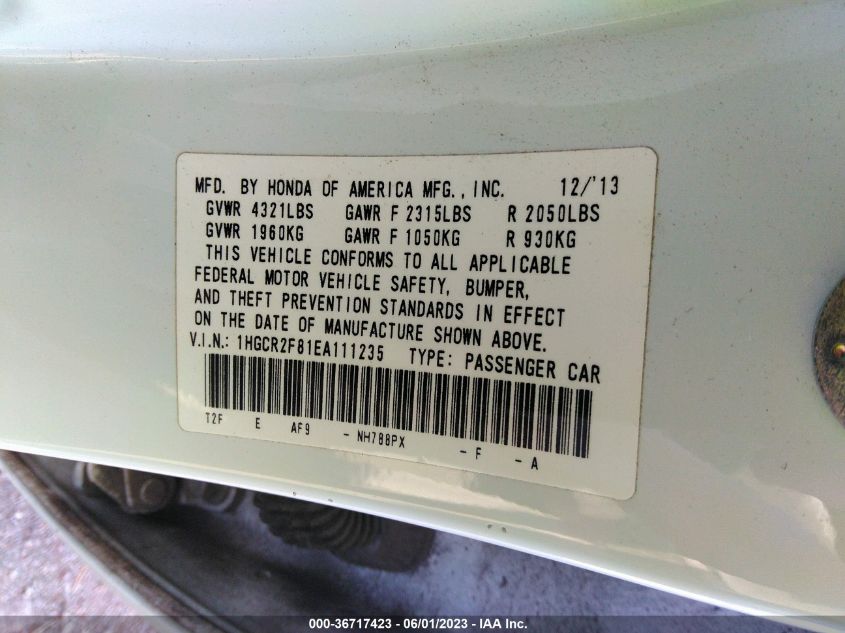 MFD. BY HONDA OF AMERICA MFG., INC. 12/'13
GVWR 4321LBS GAWR F 2315LBS R 2050LBS
GVWR 1960KG GAWR F 1050KG R 930KG
THIS VEHICLE CONFORMS TO ALL APPLICABLE
FEDERAL MOTOR VEHICLE SAFETY, BUMPER,
AND THEFT PREVENTION STANDARDS IN EFFECT
ON THE DATE OF MANUFACTURE SHOWN ABOVE.
V.I.N.: 1HGCR2F81EA111235 TYPE: PASSENGER CAR
T2F E AF9 - NH788PX - F - A
000-36717423 - 06/01/2023 - IAA Inc.